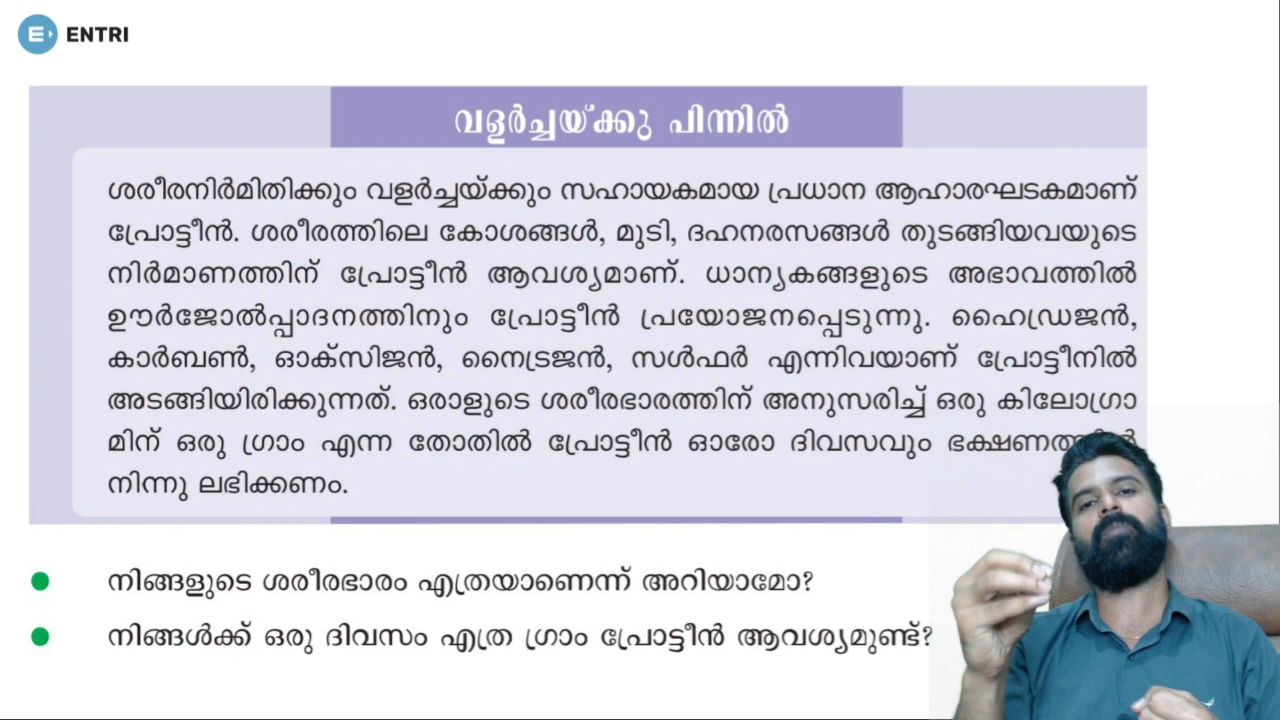 ENTRI
വളർച്ചയ്ക്കു പിന്നിൽ
ശരീരനിർമിതിക്കും വളർച്ചയ്ക്കും സഹായകമായ പ്രധാന ആഹാരഘടകമാണ്
പ്രോട്ടീൻ. ശരീരത്തിലെ കോശങ്ങൾ, മുടി, ദഹനരസങ്ങൾ തുടങ്ങിയവയുടെ
നിർമാണത്തിന് പ്രോട്ടീൻ ആവശ്യമാണ്. ധാന്യകങ്ങളുടെ അഭാവത്തിൽ
ഊർജോൽപ്പാദനത്തിനും പ്രോട്ടീൻ പ്രയോജനപ്പെടുന്നു. ഹൈഡ്രജൻ,
കാർബൺ, ഓക്സിജൻ, നൈട്രജൻ, സൾഫർ എന്നിവയാണ് പ്രോട്ടീനിൽ
അടങ്ങിയിരിക്കുന്നത്. ഒരാളുടെ ശരീരഭാരത്തിന് അനുസരിച്ച് ഒരു കിലോഗ്രാ
മിന് ഒരു ഗ്രാം എന്ന തോതിൽ പ്രോട്ടീൻ ഓരോ ദിവസവും ഭക്ഷണത്തിൽ
നിന്നു ലഭിക്കണം.
നിങ്ങളുടെ ശരീരഭാരം എത്രയാണെന്ന് അറിയാമോ?
നിങ്ങൾക്ക് ഒരു ദിവസം എത്ര ഗ്രാം പ്രോട്ടീൻ ആവശ്യമുണ്ട്?